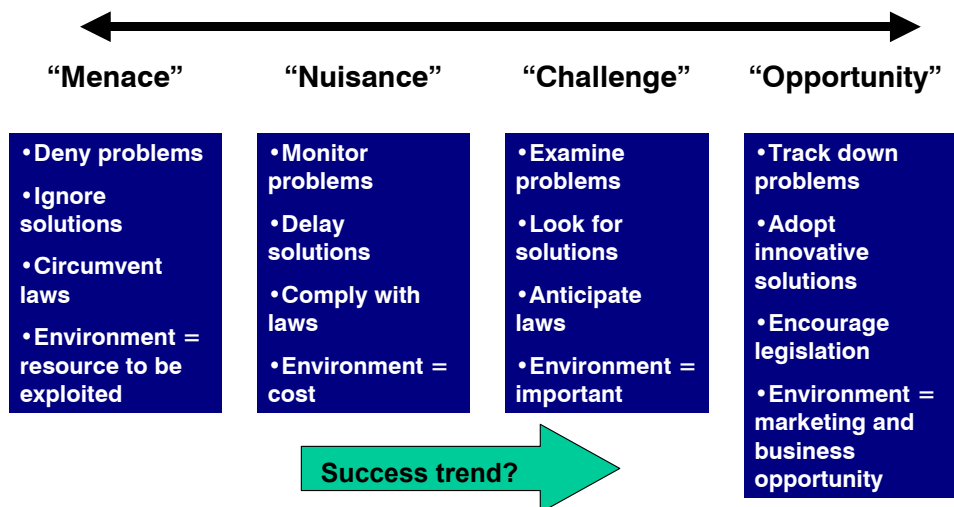 “Menace”
“Nuisance”
“Challenge”
“Opportunity”
•Deny problems
•Ignore
solutions
•Circumvent
laws
•Environment =
resource to be
exploited
•Monitor
problems
•Delay
solutions
•Comply with
laws
•Environment =
cost
•Examine
problems
•Look for
solutions
•Anticipate
laws
•Environment =
important
•Track down
problems
•Adopt
innovative
solutions
•Encourage
legislation
•Environment =
marketing and
business
opportunity
Success trend?